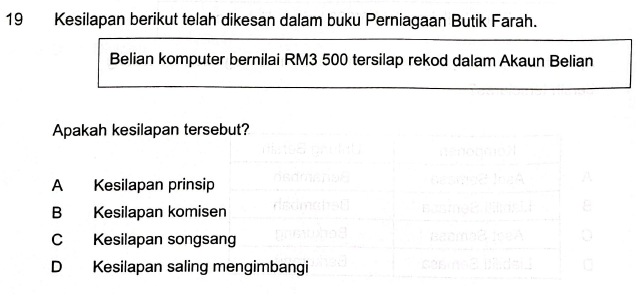 19 Kesilapan berikut telah dikesan dalam buku Perniagaan Butik Farah.
Belian komputer bernilai RM3 500 tersilap rekod dalam Akaun Belian
Apakah kesilapan tersebut?
A Kesilapan prinsip
B Kesilapan komisen
C Kesilapan songsang
D Kesilapan saling mengimbangi